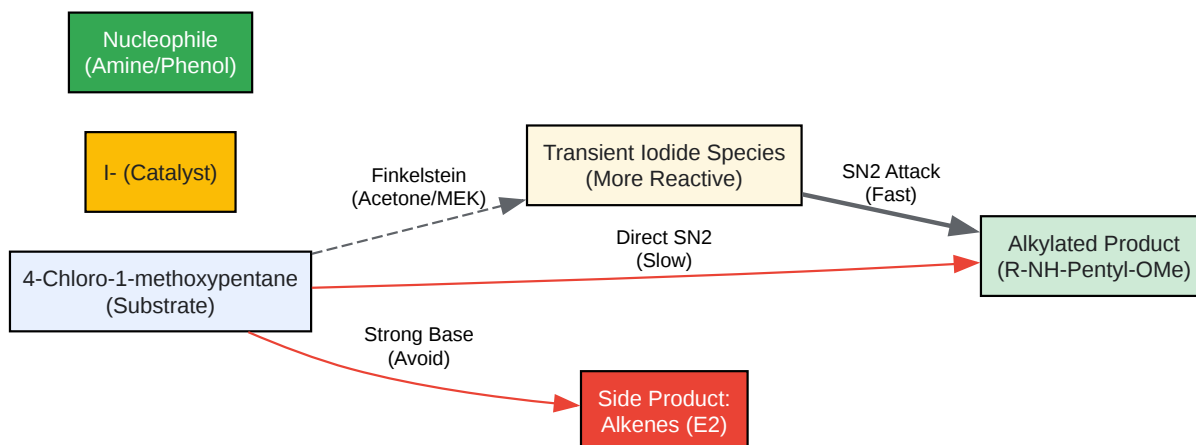 Nucleophile
(Amine/Phenol)
I- (Catalyst)
4-Chloro-1-methoxypentane
(Substrate)
Finkelstein
(Acetone/MEK)
Transient Iodide Species
(More Reactive)
SN2 Attack
(Fast)
Direct SN2
(Slow)
Alkylated Product
(R-NH-Pentyl-OMe)
Strong Base
(Avoid)
Side Product:
Alkenes (E2)